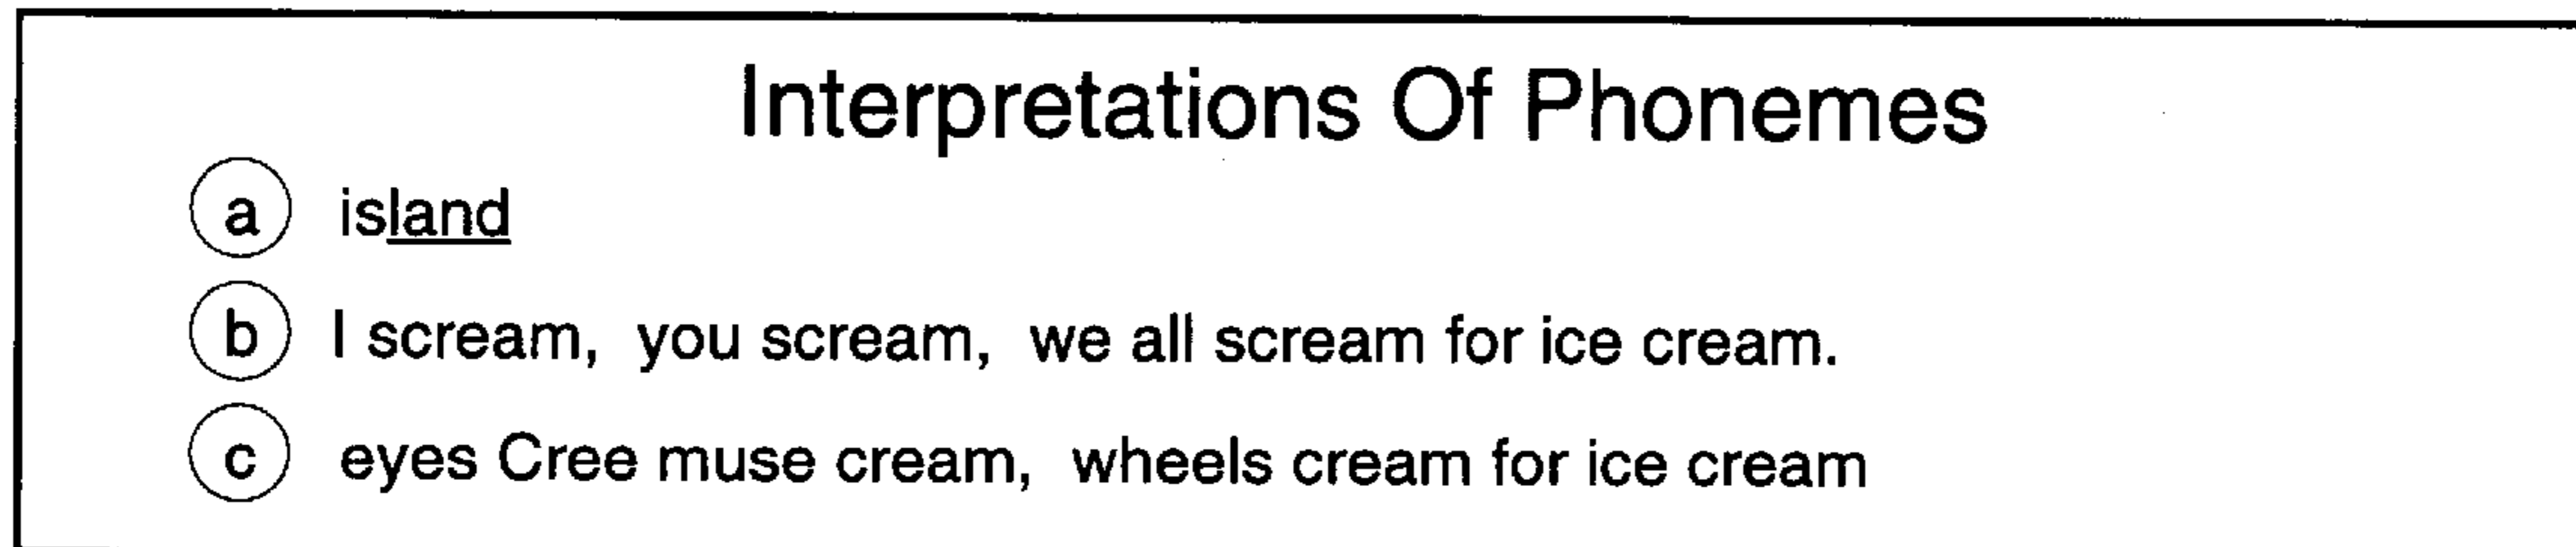 Interpretations Of Phonemes
a island
b I scream, you scream, we all scream for ice cream.
c eyes Cree muse cream, wheels cream for ice cream